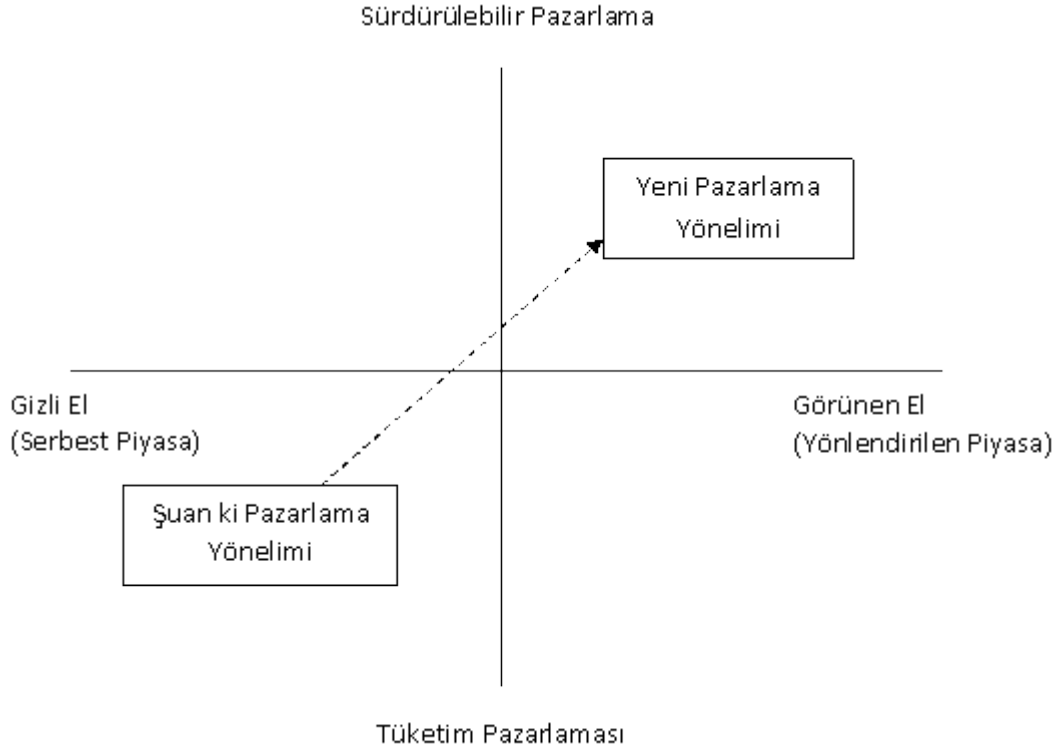 Sürdürülebilir Pazarlama
Yeni Pazarlama
Yönelimi
Gizli El
(Serbest Piyasa)
Görünen El
(Yönlendirilen Piyasa)
Şuan ki Pazarlama
Yönelimi
Tüketim Pazarlaması